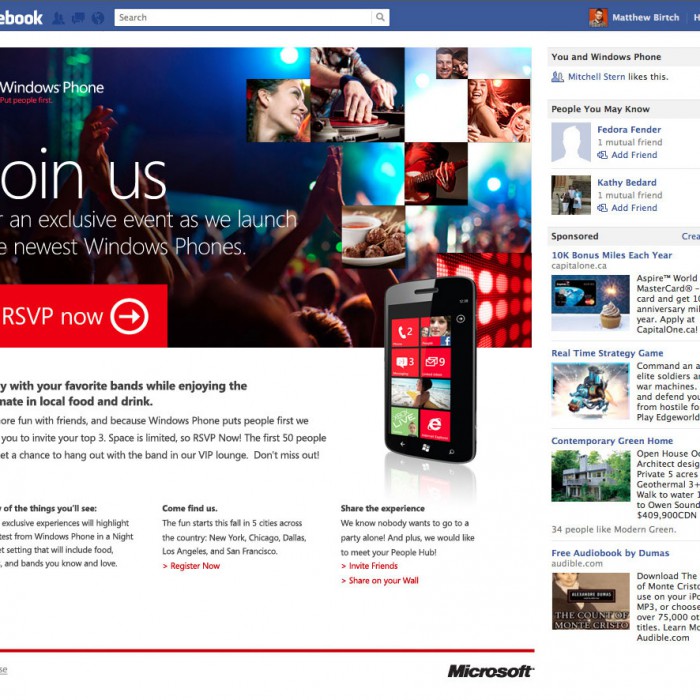 ebook
Search
Matthew Birtch
Windows Phone
Put people first.
oin us
r an exclusive event as we launch
e newest Windows Phones.
RSVP now
y with your favorite bands while enjoying the
mate in local food and drink.
ore fun with friends, and because Windows Phone puts people first we
you to invite your top 3. Space is limited, so RSVP Now! The first 50 people
et a chance to hang out with the band in our VIP lounge. Don't miss out!
y of the things you'll see:
exclusive experiences will highlight
test from Windows Phone in a Night
et setting that will include food,
, and bands you know and love.
Come find us.
The fun starts this fall in 5 cities across
the country: New York, Chicago, Dallas,
Los Angeles, and San Francisco.
> Register Now
Share the experience
We know nobody wants to go to a
party alone! And plus, we would like
to meet your People Hub!
> Invite Friends
> Share on your Wall
2
Phone
People
3
Messaging
9
LIVE
Internet Explorer
se
Microsoft
You and Windows Phone
Mitchell Stern likes this.
People You May Know
Fedora Fender
1 mutual friend
Add Friend
Kathy Bedard
1 mutual friend
Add Friend
Sponsored
Crea
10K Bonus Miles Each Year
capitalone.ca
Aspire™ World
MasterCard® -
card and get 10
anniversary mil
year. Apply at
CapitalOne.ca!
Real Time Strategy Game
Command an a
elite soldiers a
war machines.
and defend you
from hostile fo
Play Edgeworld
Contemporary Green Home
Open House Oc
Architect desig
Private 5 acres
Geothermal 3+
Walk to water 1
to Owen Sound
$409,900CDN
34 people like Modern Green.
Free Audiobook by Dumas
audible.com
ALEXANDRE DUMAS
THE COUNT OF
MONTE CRISTO
Download The
of Monte Cristo
use on your iPo
MP3, or choose
over 75,000 ot
titles. Learn Mo
Audible.com